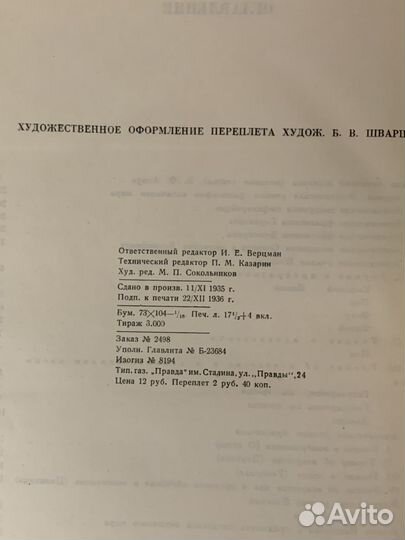 ХУДОЖЕСТВЕННОЕ ОФОРМЛЕНИЕ ПЕРЕПЛЕТА ХУДОЖ. Б. В. ШВАРЦ
Ответственный редактор И. Е. Верцман
Технический редактор П. М. Казарин
Худ. ред. М. П. Сокольников
Сдано в произв. 11/XI 1935 г.
Подп. к печати 22/XII 1936 г.
Бум. 73×104—1/16 Печ. л. 17 1/2+4 вкл.
Тираж 3.000
Заказ № 2498
Уполн. Главлита № Б-23684
Изогиз № 8194
Тип. газ. „Правда" им. Стадина, ул. „Правды", 24
Цена 12 руб. Переплет 2 руб. 40 коп.
Avito